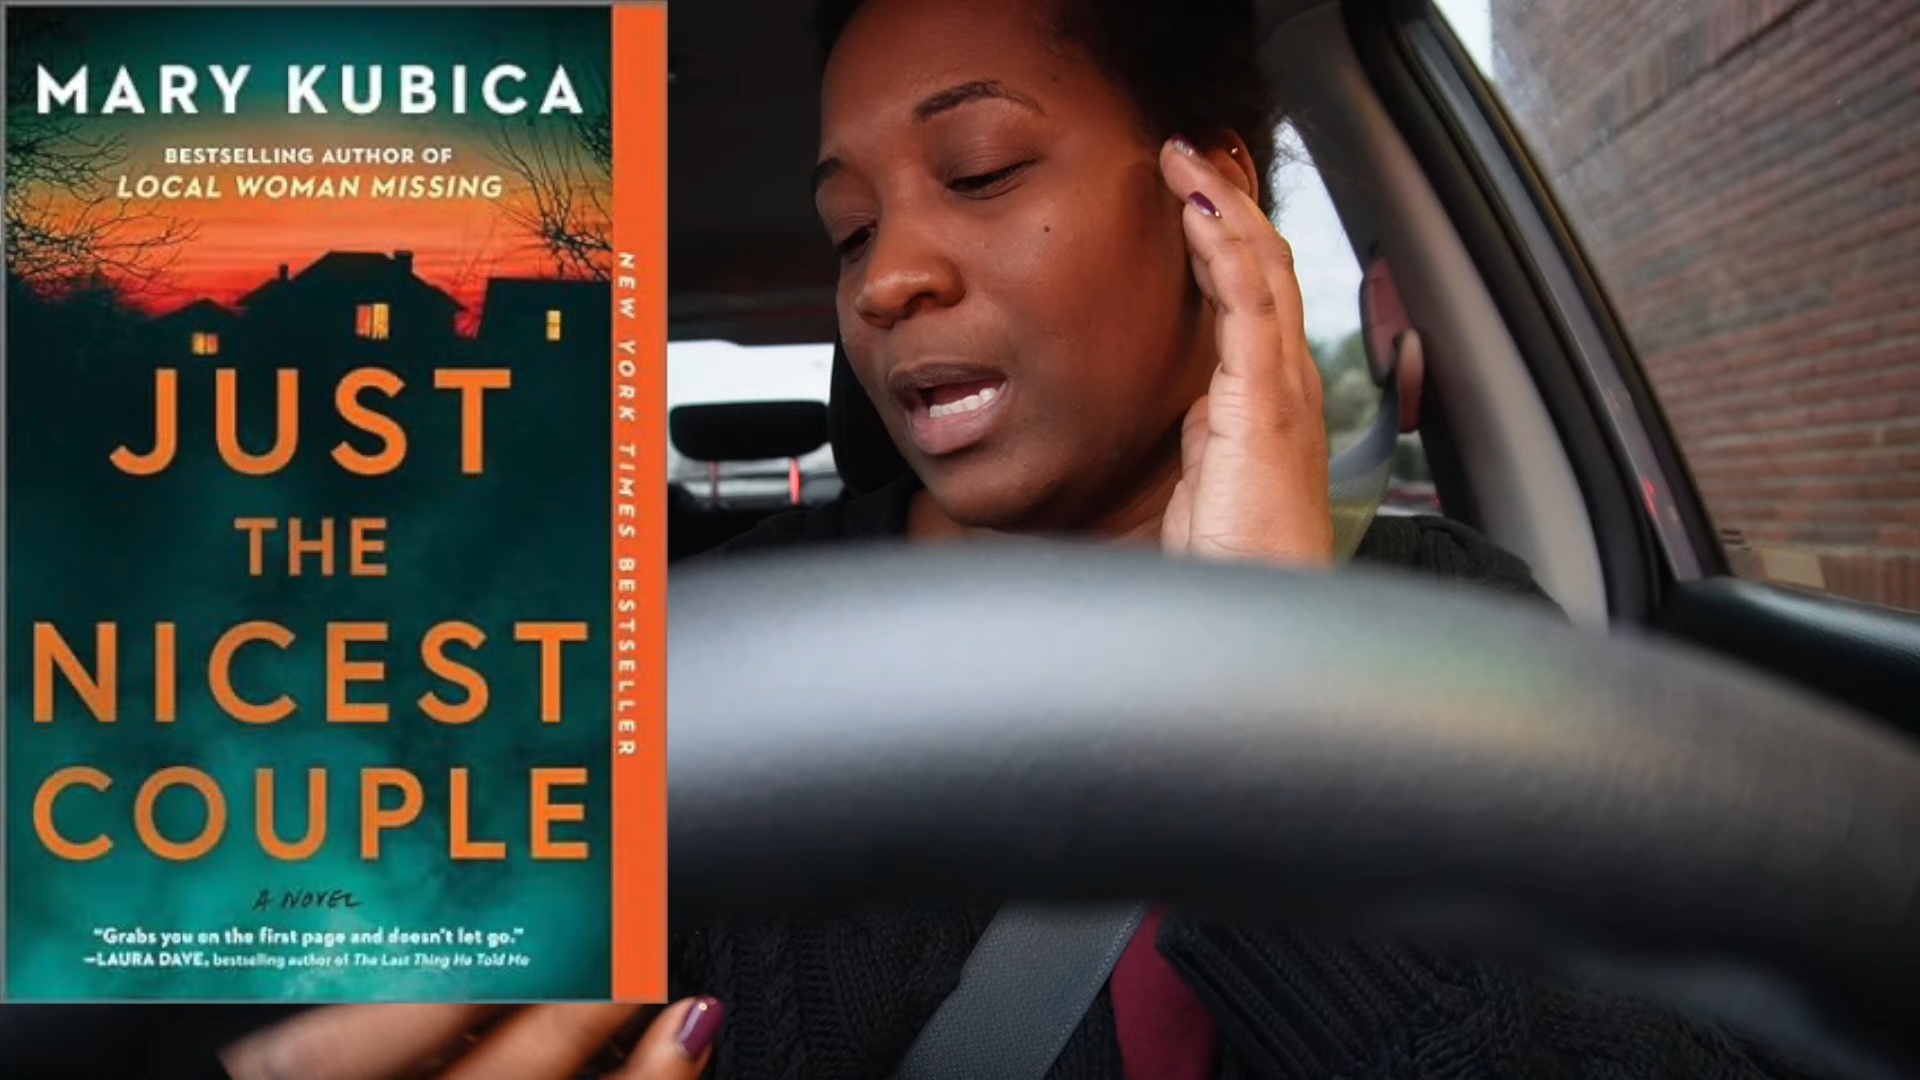 MARY KUBICA
BESTSELLING AUTHOR OF
LOCAL WOMAN MISSING
JUST
THE
NICEST
COUPLE
A NOVEL
"Grabs you on the first page and doesn't let go."
—LAURA DAVE, bestselling author of The Last Thing He Told Me
NEW YORK TIMES BESTSELLER